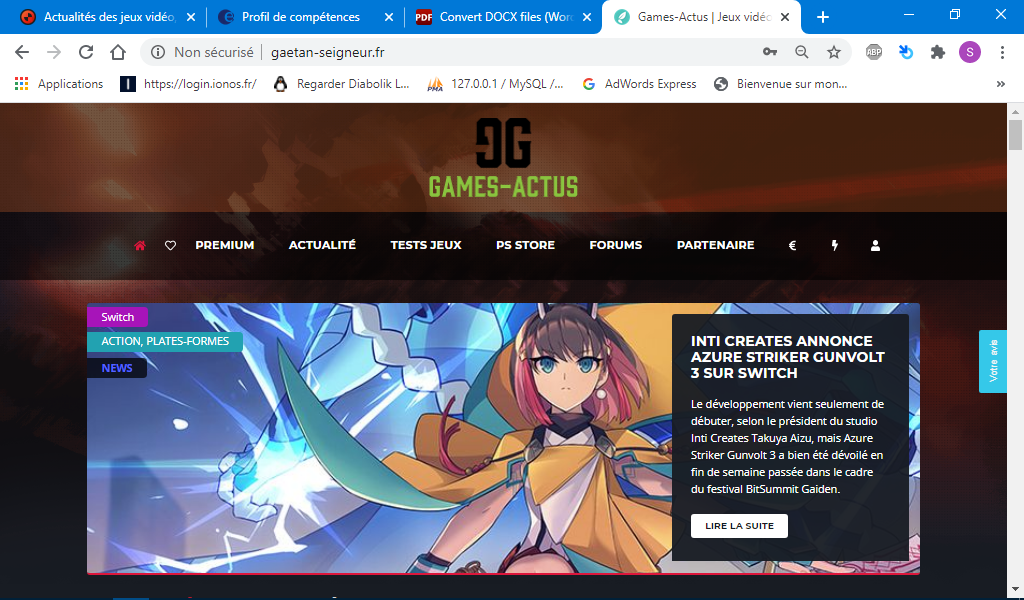 Actualités des jeux vidéo,
Profil de compétences
PDF
Convert DOCX files (Wor
Games-Actus | Jeux vidéo
Non sécurisé
gaetan-seigneur.fr
ABP
S
Applications
https://login.ionos.fr/
Regarder Diabolik L...
PMA
127.0.0.1 / MySQL /...
AdWords Express
Bienvenue sur mon...
»
GG
GAMES-ACTUS
PREMIUM
ACTUALITÉ
TESTS JEUX
PS STORE
FORUMS
PARTENAIRE
€
Switch
ACTION, PLATES-FORMES
NEWS
INTI CREATES ANNONCE
AZURE STRIKER GUNVOLT
3 SUR SWITCH
Le développement vient seulement de
débuter, selon le président du studio
Inti Creates Takuya Aizu, mais Azure
Striker Gunvolt 3 a bien été dévoilé en
fin de semaine passée dans le cadre
du festival BitSummit Gaiden.
LIRE LA SUITE
Votre avis